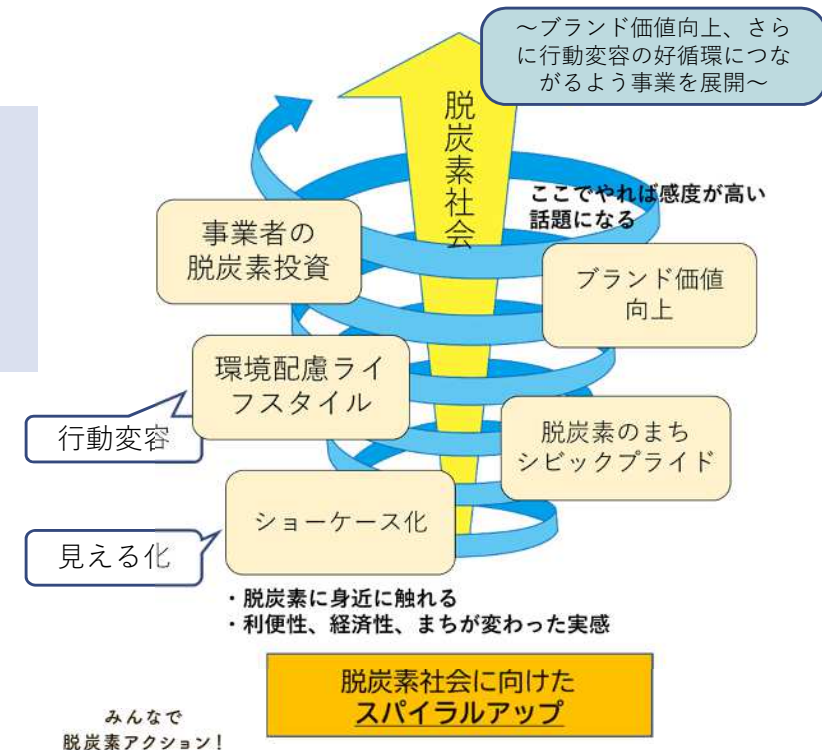 ～ブランド価値向上、さら
に行動変容の好循環につな
がるよう事業を展開～
脱炭素社会
ここでやれば感度が高い
話題になる
事業者の
脱炭素投資
ブランド価値
向上
環境配慮ライ
フスタイル
行動変容
脱炭素のまち
シビックプライド
ショーケース化
見える化
・脱炭素に身近に触れる
・利便性、経済性、まちが変わった実感
脱炭素社会に向けた
スパイラルアップ
みんなで
脱炭素アクション！